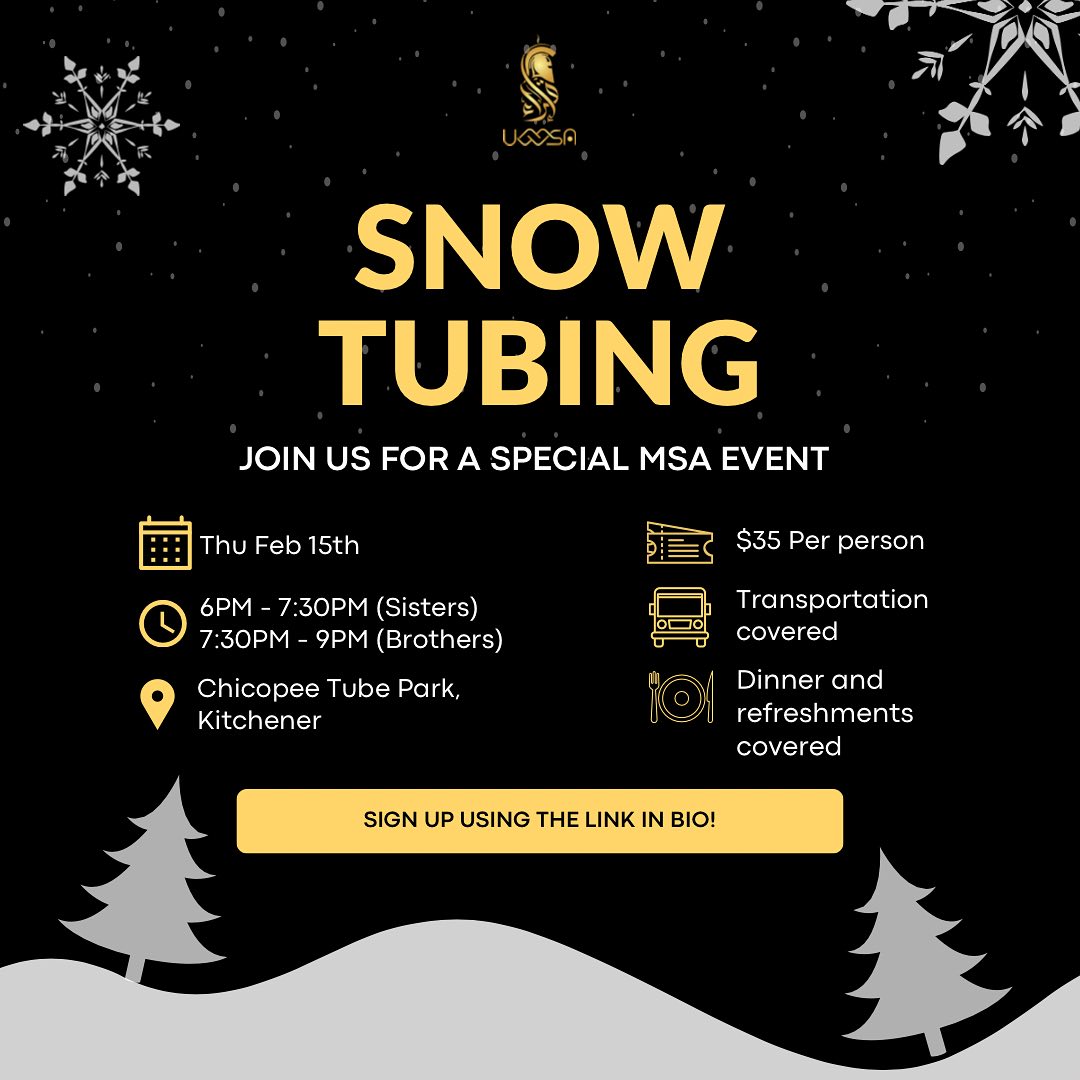 SNOW
TUBING
JOIN US FOR A SPECIAL MSA EVENT
Thu Feb 15th
6PM - 7:30PM (Sisters)
7:30PM - 9PM (Brothers)
Chicopee Tube Park,
Kitchener
$35 Per person
Transportation
covered
Dinner and
refreshments
covered
SIGN UP USING THE LINK IN BIO!